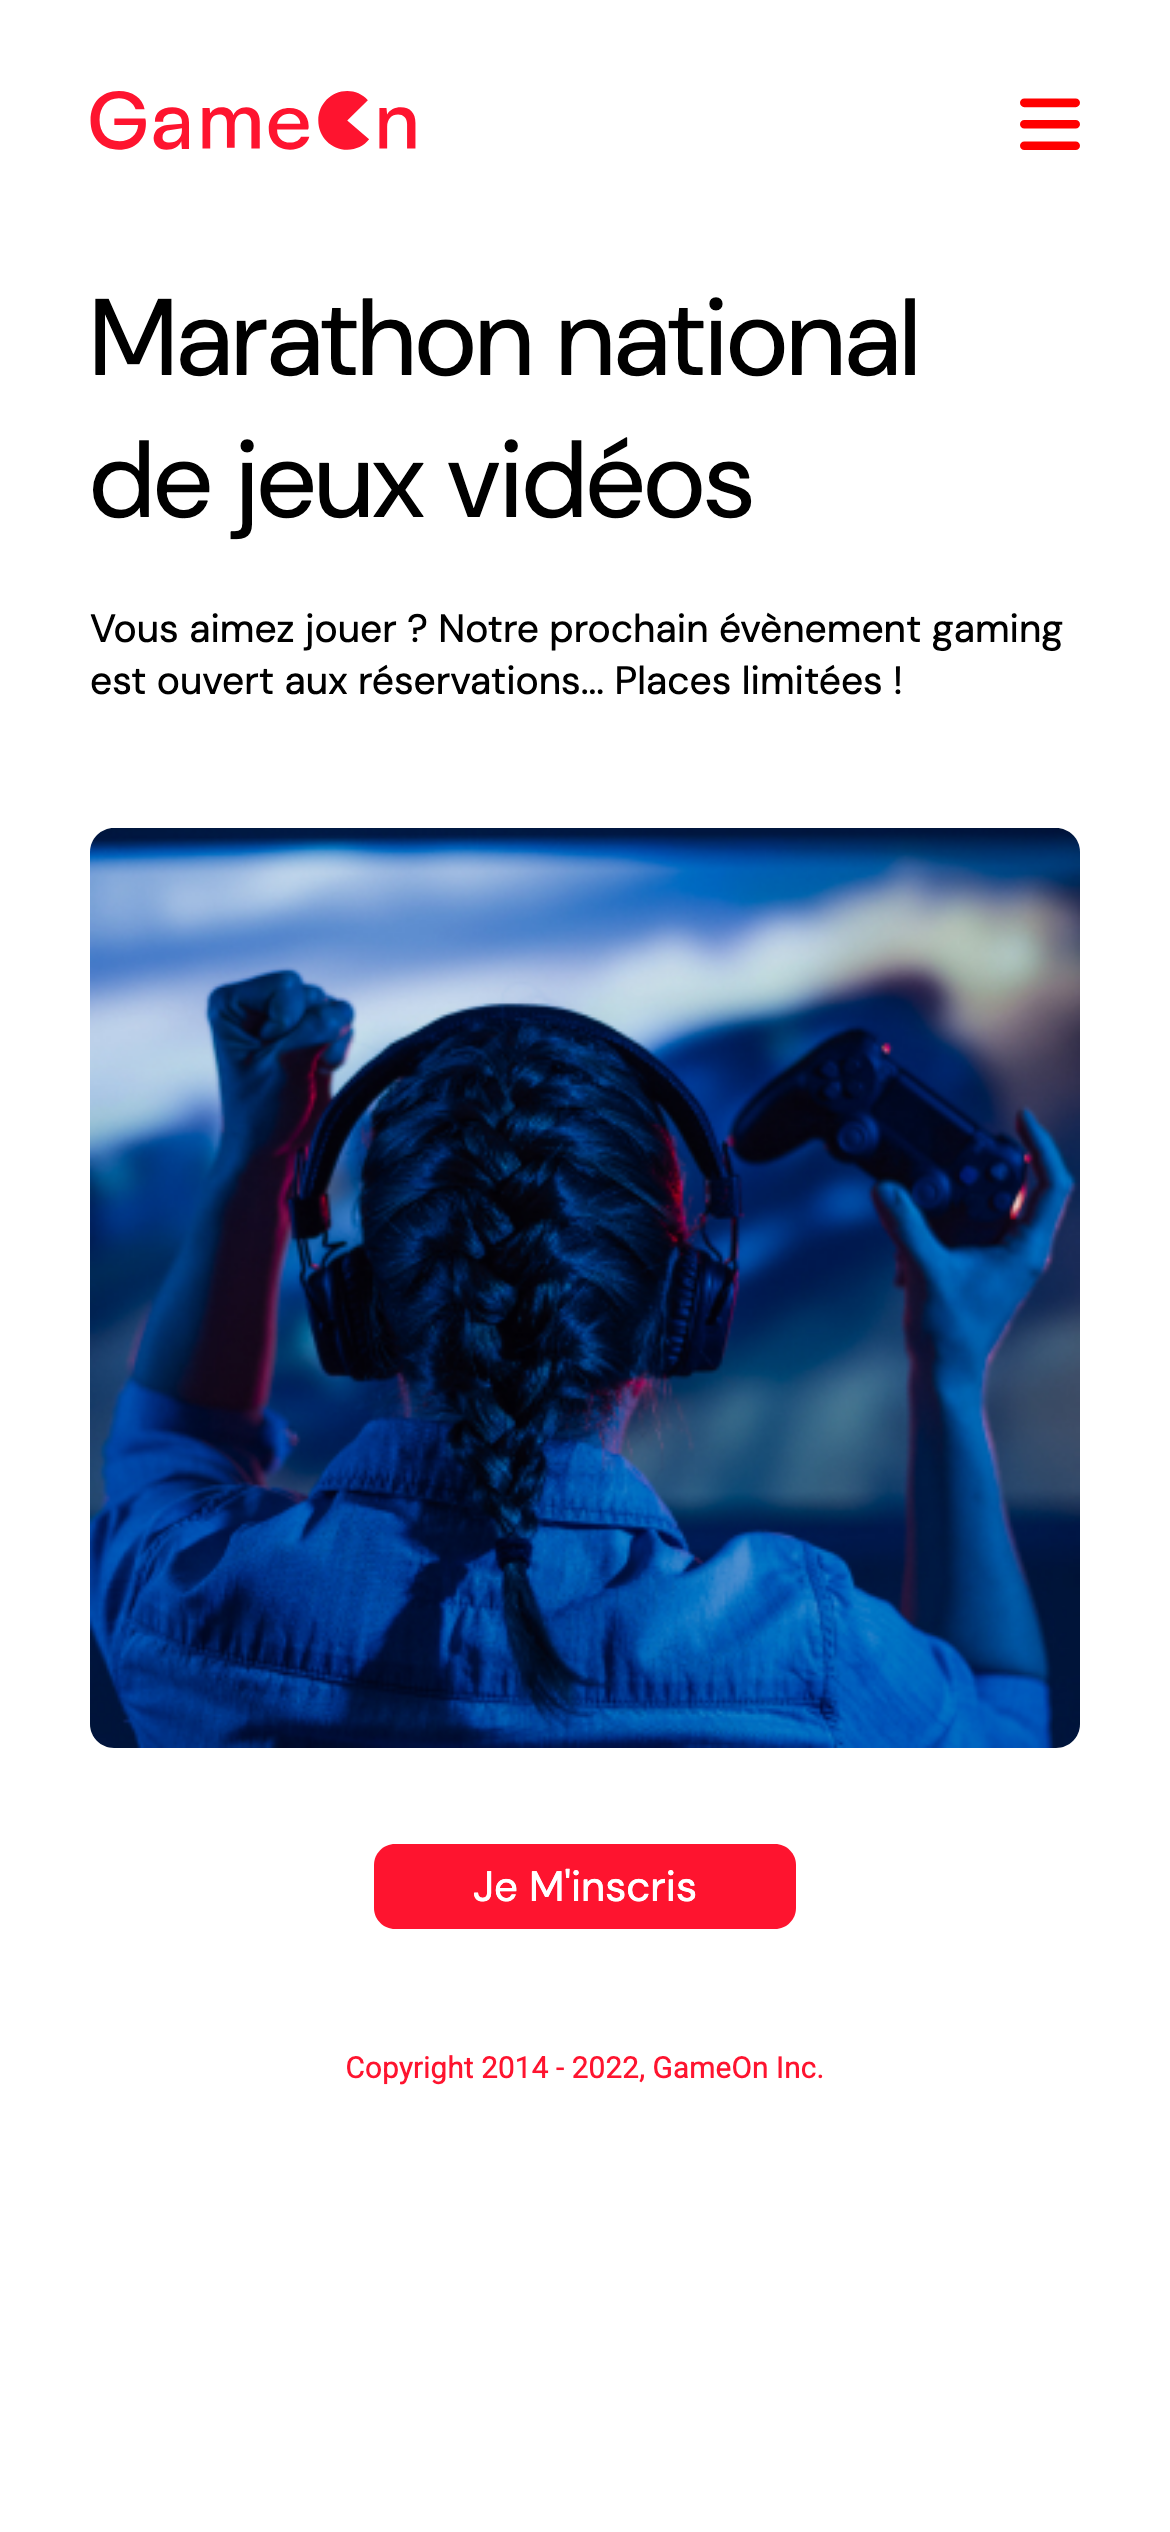 GameOn
Marathon national
de jeux vidéos
Vous aimez jouer ? Notre prochain évènement gaming
est ouvert aux réservations... Places limitées !
Je M'inscris
Copyright 2014 - 2022, GameOn Inc.